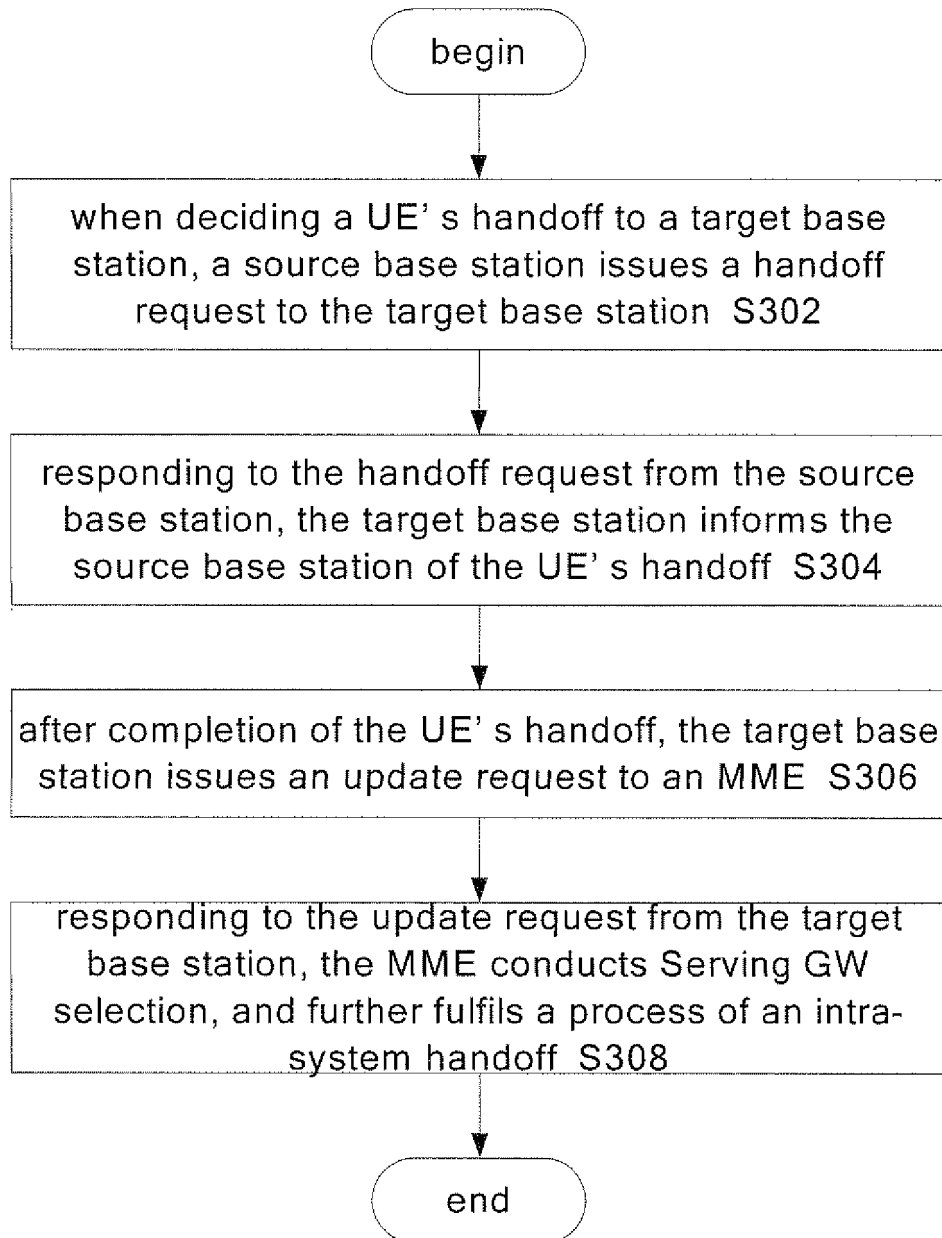 begin
when deciding a UE' s handoff to a target base
station, a source base station issues a handoff
request to the target base station S302
responding to the handoff request from the source
base station, the target base station informs the
source base station of the UE' s handoff S304
after completion of the UE' s handoff, the target base
station issues an update request to an MME S306
responding to the update request from the target
base station, the MME conducts Serving GW
selection, and further fulfils a process of an intra-
system handoff S308
end